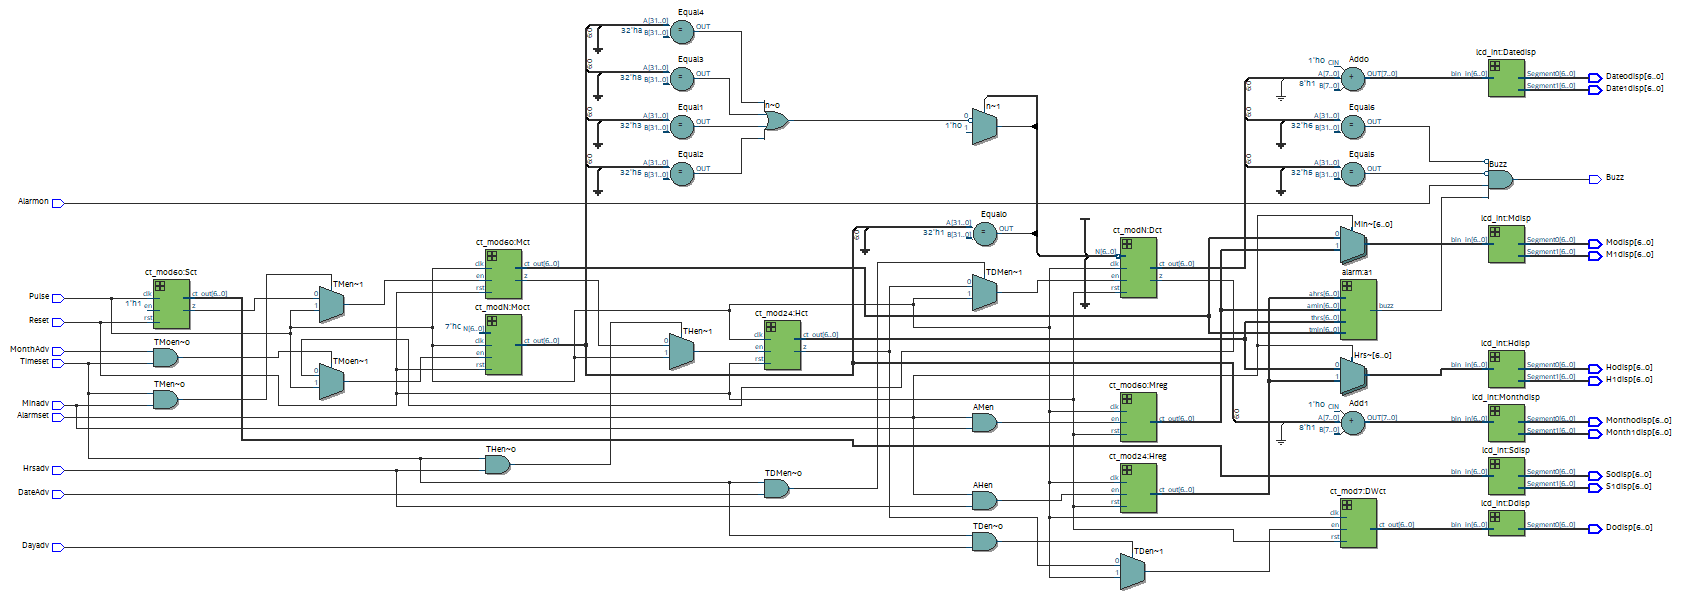 Alarmon
Pulse
Reset
MonthAdv
Timeset
Minadv
Alarmset
Hrsadv
DateAdv
Dayadv
ct_mod60:Sct
clk
1'h1 en
rst
ct_out[6..0]
z
TMoen~0
TMen~0
TMen~1
0
1
TMoen~1
0
1
ct_mod60:Mct
clk
en
rst
ct_out[6..0]
z
ct_modN:Moct
7'hc N[6..0]
clk
en
rst
ct_out[6..0]
THen~0
Equal4
A[31..0]
32'ha B[31..0]
=
OUT
Equal3
A[31..0]
32'h8 B[31..0]
=
OUT
Equal1
A[31..0]
32'h3 B[31..0]
=
OUT
Equal2
A[31..0]
32'h5 B[31..0]
=
OUT
n~0
THen~1
0
1
ct_mod24:Hct
clk
en
rst
ct_out[6..0]
z
TDMen~0
n~1
0
1'h0 1
Equal0
A[31..0]
32'h1 B[31..0]
=
OUT
TDMen~1
0
1
AMen
AHen
TDen~0
ct_modN:Dct
N[6..0]
clk
en
rst
ct_out[6..0]
z
ct_mod60:Mreg
clk
en
rst
ct_out[6..0]
ct_mod24:Hreg
clk
en
rst
ct_out[6..0]
TDen~1
0
1
Add0
1'h0 CIN
A[7..0]
8'h1 B[7..0]
+
OUT[7..0]
Equal6
A[31..0]
32'h6 B[31..0]
=
OUT
Equal5
A[31..0]
32'h5 B[31..0]
=
OUT
Min~[6..0]
0
1
alarm:a1
ahrs[6..0]
amin[6..0]
thrs[6..0]
tmin[6..0]
buzz
Hrs~[6..0]
0
1
Add1
1'h0 CIN
A[7..0]
8'h1 B[7..0]
+
OUT[7..0]
ct_mod7:DWct
clk
en
rst
ct_out[6..0]
lcd_int:Datedisp
bin_in[6..0]
Segment0[6..0]
Segment1[6..0]
Date0disp[6..0]
Date1disp[6..0]
Buzz
Buzz
lcd_int:Mdisp
bin_in[6..0]
Segment0[6..0]
Segment1[6..0]
M0disp[6..0]
M1disp[6..0]
lcd_int:Hdisp
bin_in[6..0]
Segment0[6..0]
Segment1[6..0]
H0disp[6..0]
H1disp[6..0]
lcd_int:Monthdisp
bin_in[6..0]
Segment0[6..0]
Segment1[6..0]
Month0disp[6..0]
Month1disp[6..0]
lcd_int:Sdisp
bin_in[6..0]
Segment0[6..0]
Segment1[6..0]
S0disp[6..0]
S1disp[6..0]
lcd_int:Ddisp
bin_in[6..0]
Segment0[6..0]
D0disp[6..0]